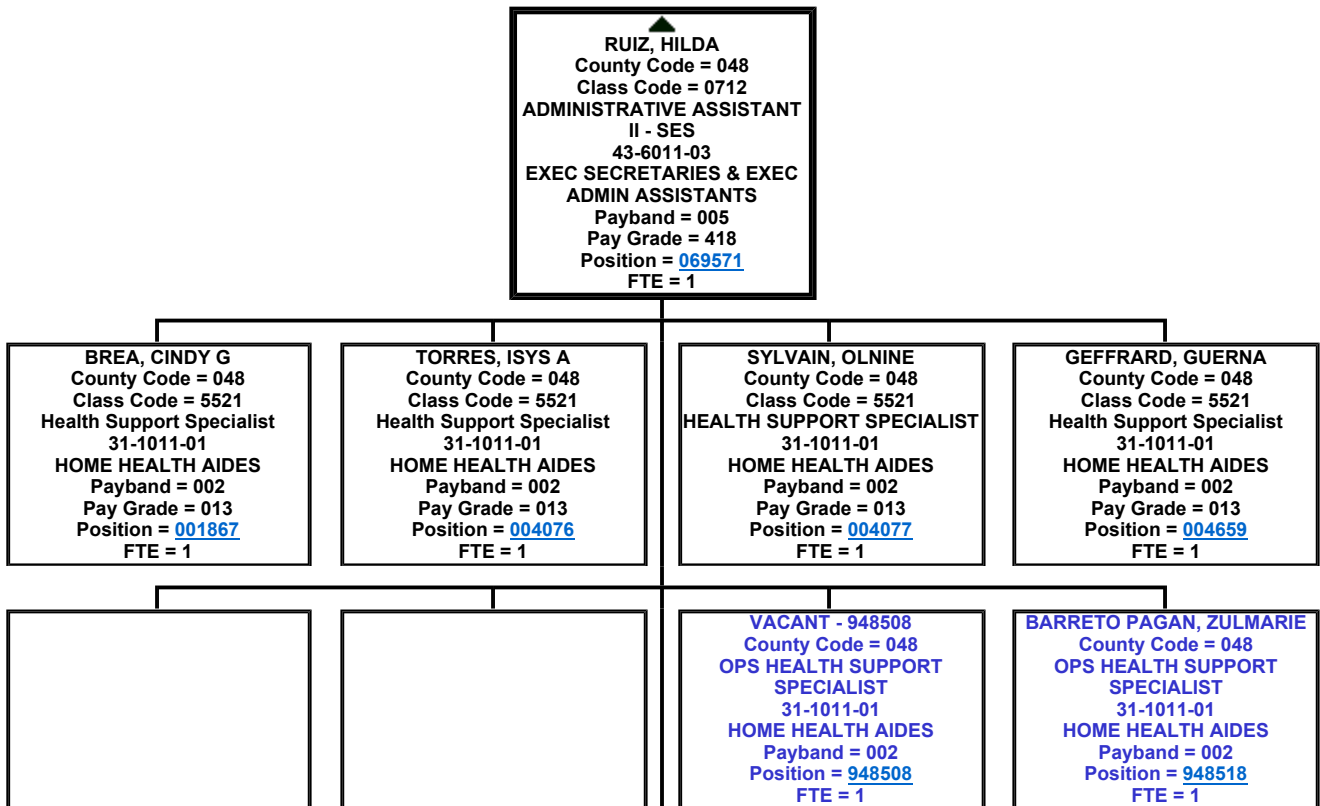 RUIZ, HILDA
County Code = 048
Class Code = 0712
ADMINISTRATIVE ASSISTANT
II - SES
43-6011-03
EXEC SECRETARIES & EXEC
ADMIN ASSISTANTS
Payband = 005
Pay Grade = 418
Position = 069571
FTE = 1
BREA, CINDY G
County Code = 048
Class Code = 5521
Health Support Specialist
31-1011-01
HOME HEALTH AIDES
Payband = 002
Pay Grade = 013
Position = 001867
FTE = 1
TORRES, ISYS A
County Code = 048
Class Code = 5521
Health Support Specialist
31-1011-01
HOME HEALTH AIDES
Payband = 002
Pay Grade = 013
Position = 004076
FTE = 1
SYLVAIN, OLNINE
County Code = 048
Class Code = 5521
HEALTH SUPPORT SPECIALIST
31-1011-01
HOME HEALTH AIDES
Payband = 002
Pay Grade = 013
Position = 004077
FTE = 1
GEFFRARD, GUERNA
County Code = 048
Class Code = 5521
Health Support Specialist
31-1011-01
HOME HEALTH AIDES
Payband = 002
Pay Grade = 013
Position = 004659
FTE = 1
VACANT - 948508
County Code = 048
OPS HEALTH SUPPORT
SPECIALIST
31-1011-01
HOME HEALTH AIDES
Payband = 002
Position = 948508
FTE = 1
BARRETO PAGAN, ZULMARIE
County Code = 048
OPS HEALTH SUPPORT
SPECIALIST
31-1011-01
HOME HEALTH AIDES
Payband = 002
Position = 948518
FTE = 1